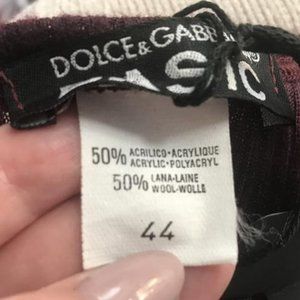 DOLCE&GABB
50% ACRILICO-ACRYLIQUE
ACRYLIC-POLYACRYL
50% LANA-LAINE
WOOL-WOLLE
44